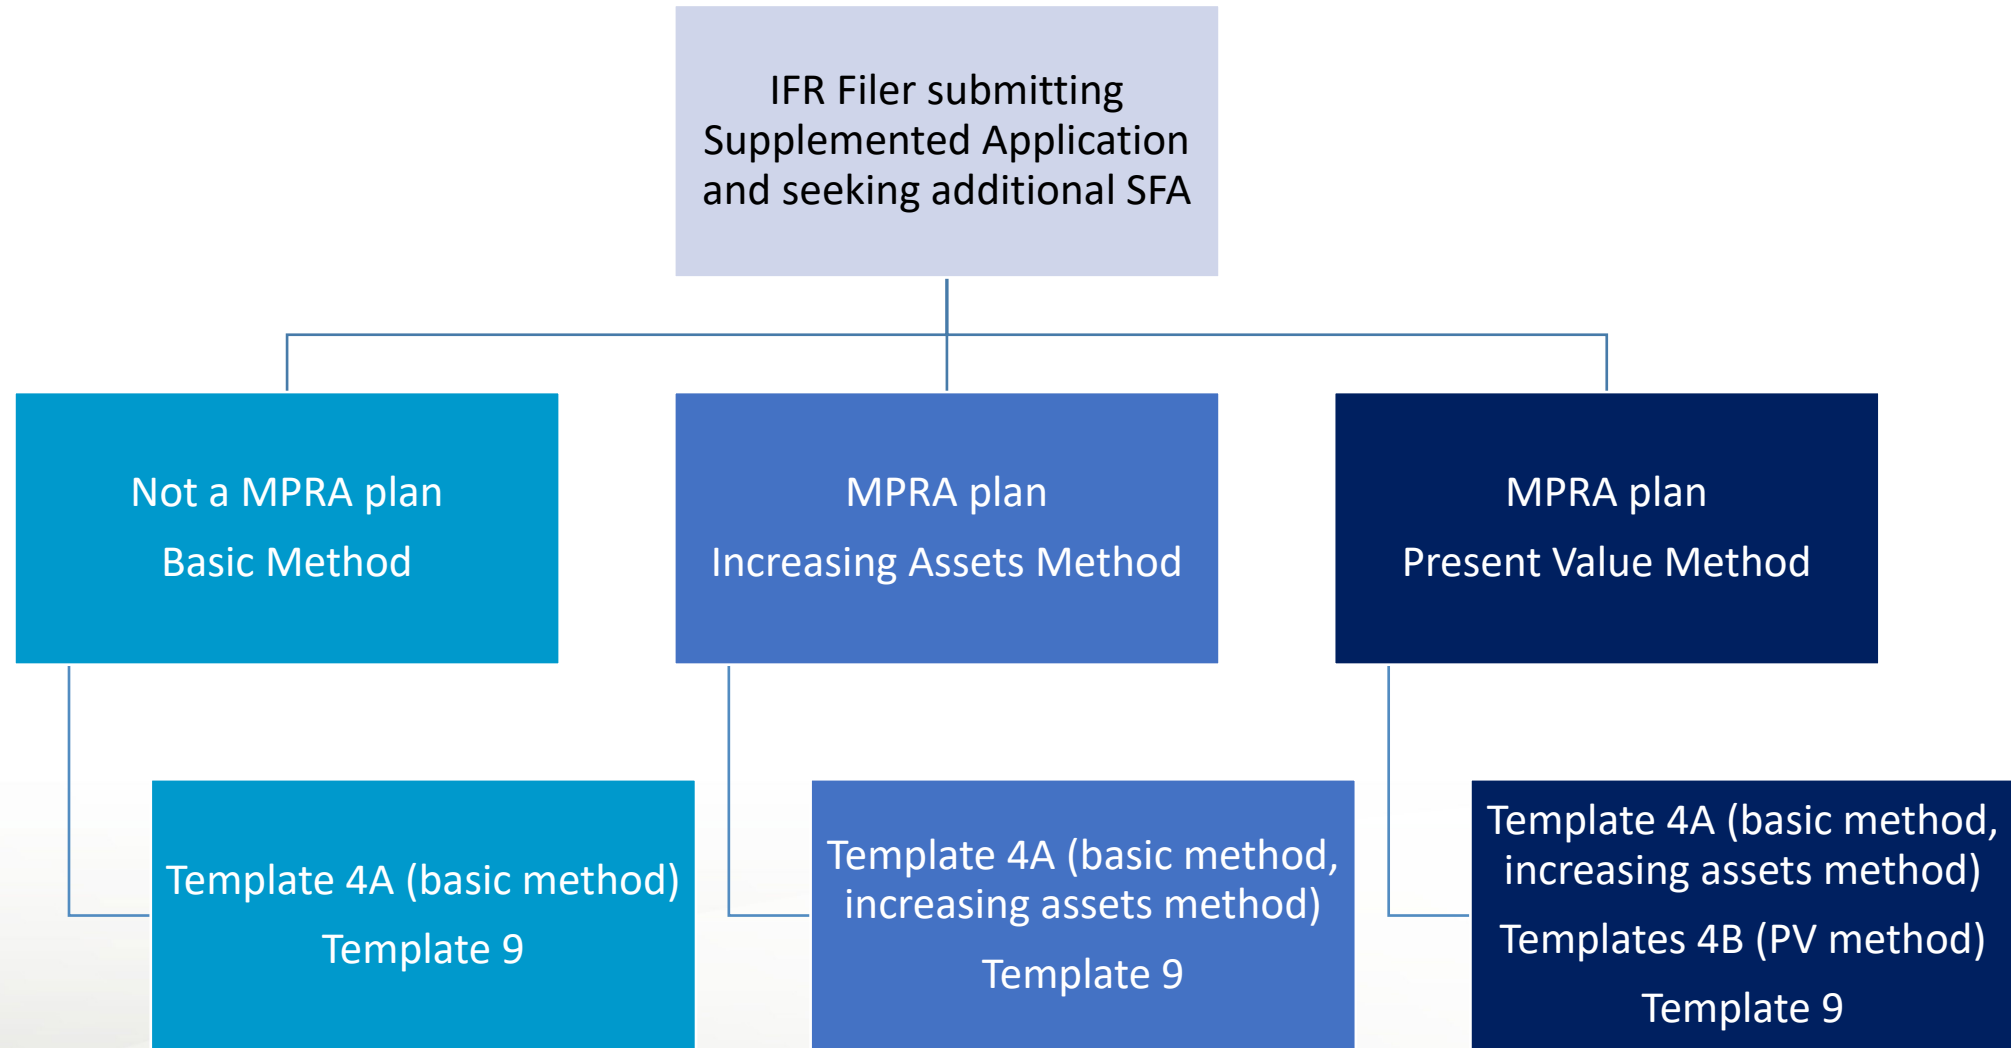 IFR Filer submitting
Supplemented Application
and seeking additional SFA
Not a MPRA plan
Basic Method
MPRA plan
Increasing Assets Method
MPRA plan
Present Value Method
Template 4A (basic method)
Template 9
Template 4A (basic method,
increasing assets method)
Template 9
Template 4A (basic method,
increasing assets method)
Templates 4B (PV method)
Template 9